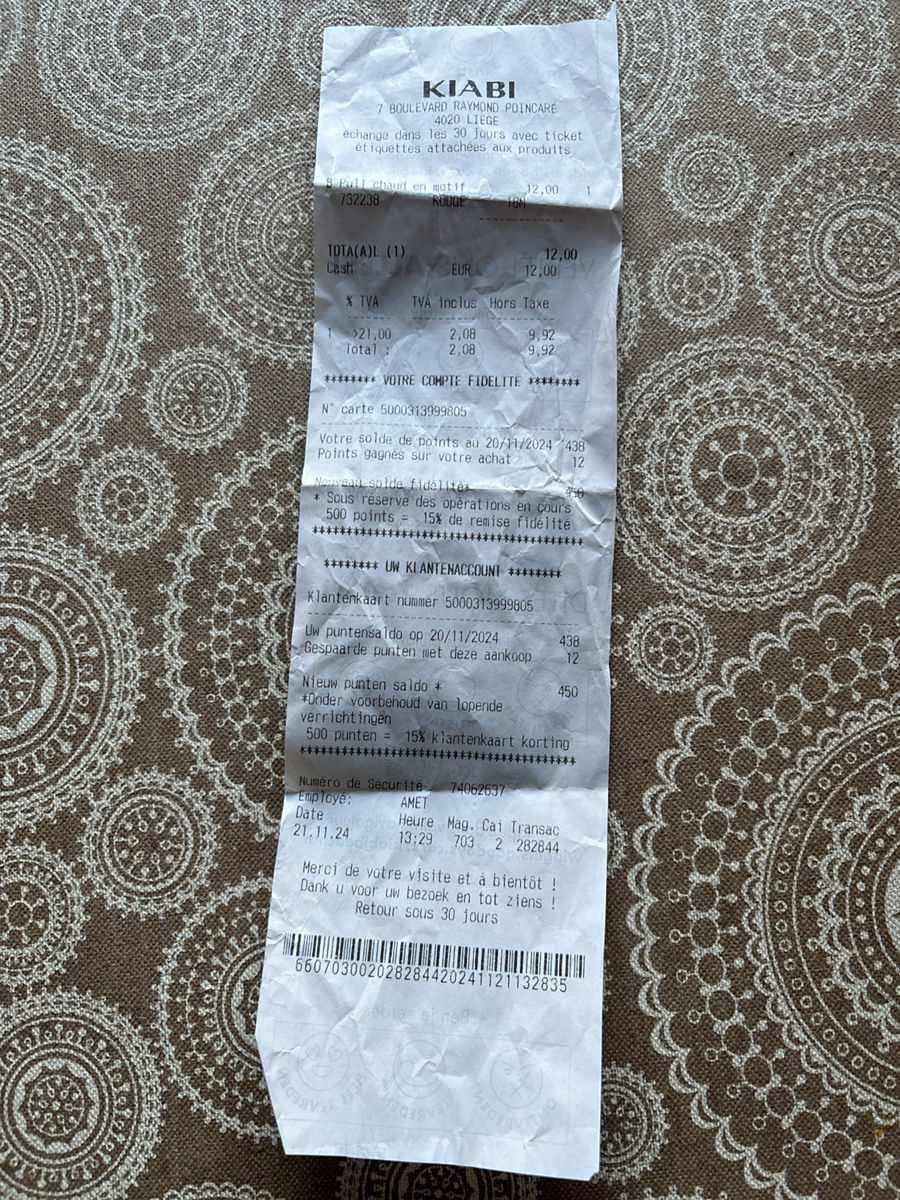 KIABI
7 BOULEVARD RAYMOND POINCARÉ
4020 LIEGE
échange dans les 30 jours avec ticket
étiquettes attachées aux produits
B Pull chaud en motif 12,00 1
732238 ROUGE 18M
TOTA(A)L (1) 12,00
Cash EUR 12,00
% TVA TVA inclus Hors Taxe
1 >21,00 2,08 9,92
Total : 2,08 9,92
******** VOTRE COMPTE FIDELITE ********
N° carte 5000313999805
Votre solde de points au 20/11/2024 438
Points gagnés sur votre achat 12
Nouveau solde fidélité* 450
* Sous réserve des opérations en cours
500 points = 15% de remise fidélité
******************************************
******** UW KLANTENACCOUNT ********
Klantenkaart nummer 5000313999805
Uw puntensaldo op 20/11/2024 438
Gespaarde punten met deze aankoop 12
Nieuw punten saldo * 450
*Onder voorbehoud van lopende
verrichtingen
500 punten = 15% klantenkaart korting
******************************************
Numéro de Sécurité 74062637
Employé: AMET
Date Heure Mag. Cai Transac
21.11.24 13:29 703 2 282844
Merci de votre visite et à bientôt !
Dank u voor uw bezoek en tot ziens !
Retour sous 30 jours
660703002028284420241121132835